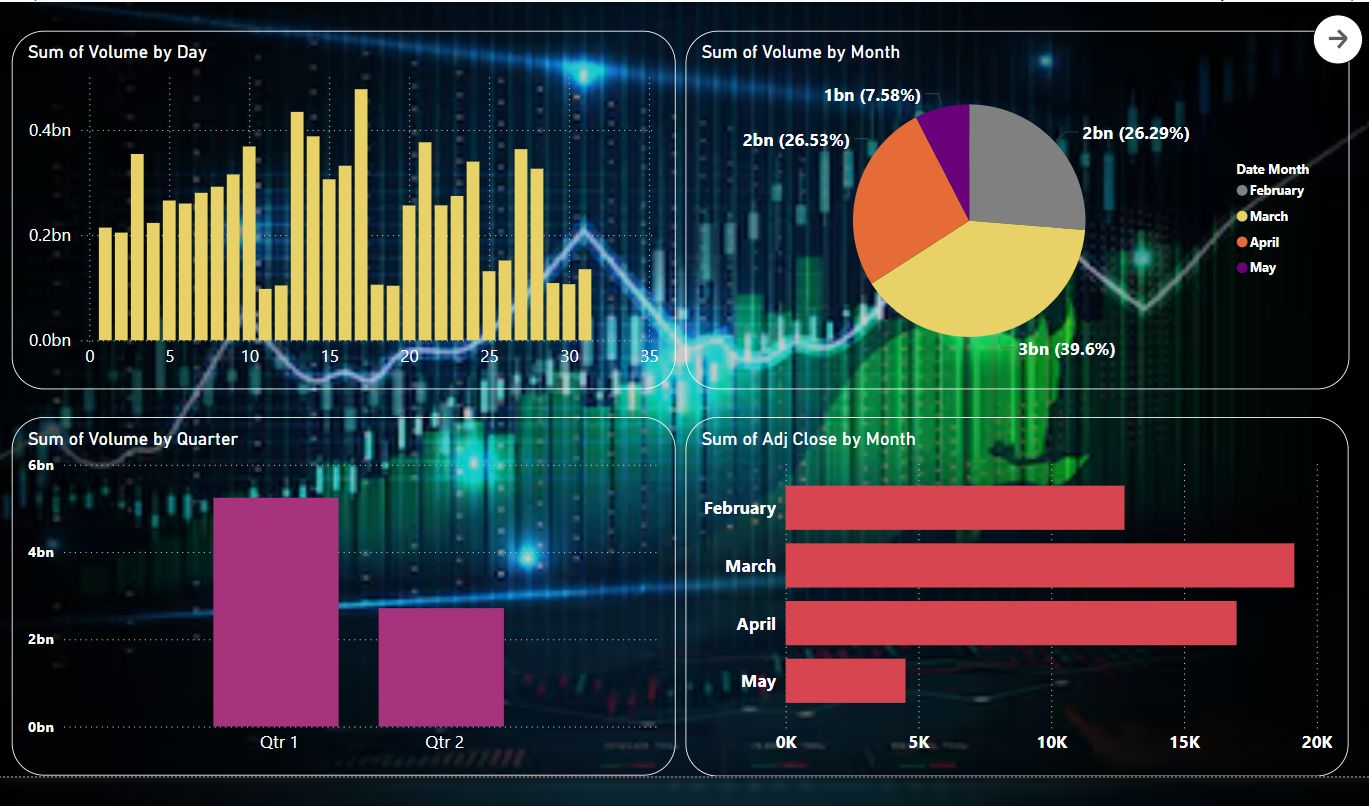 Sum of Volume by Day
0.4bn
0.2bn
0.0bn
0 5 10 15 20 25 30 35
Sum of Volume by Month
1bn (7.58%)
2bn (26.53%)
2bn (26.29%)
3bn (39.6%)
Date Month
February
March
April
May
Sum of Volume by Quarter
6bn
4bn
2bn
0bn
Qtr 1 Qtr 2
Sum of Adj Close by Month
February
March
April
May
0K 5K 10K 15K 20K